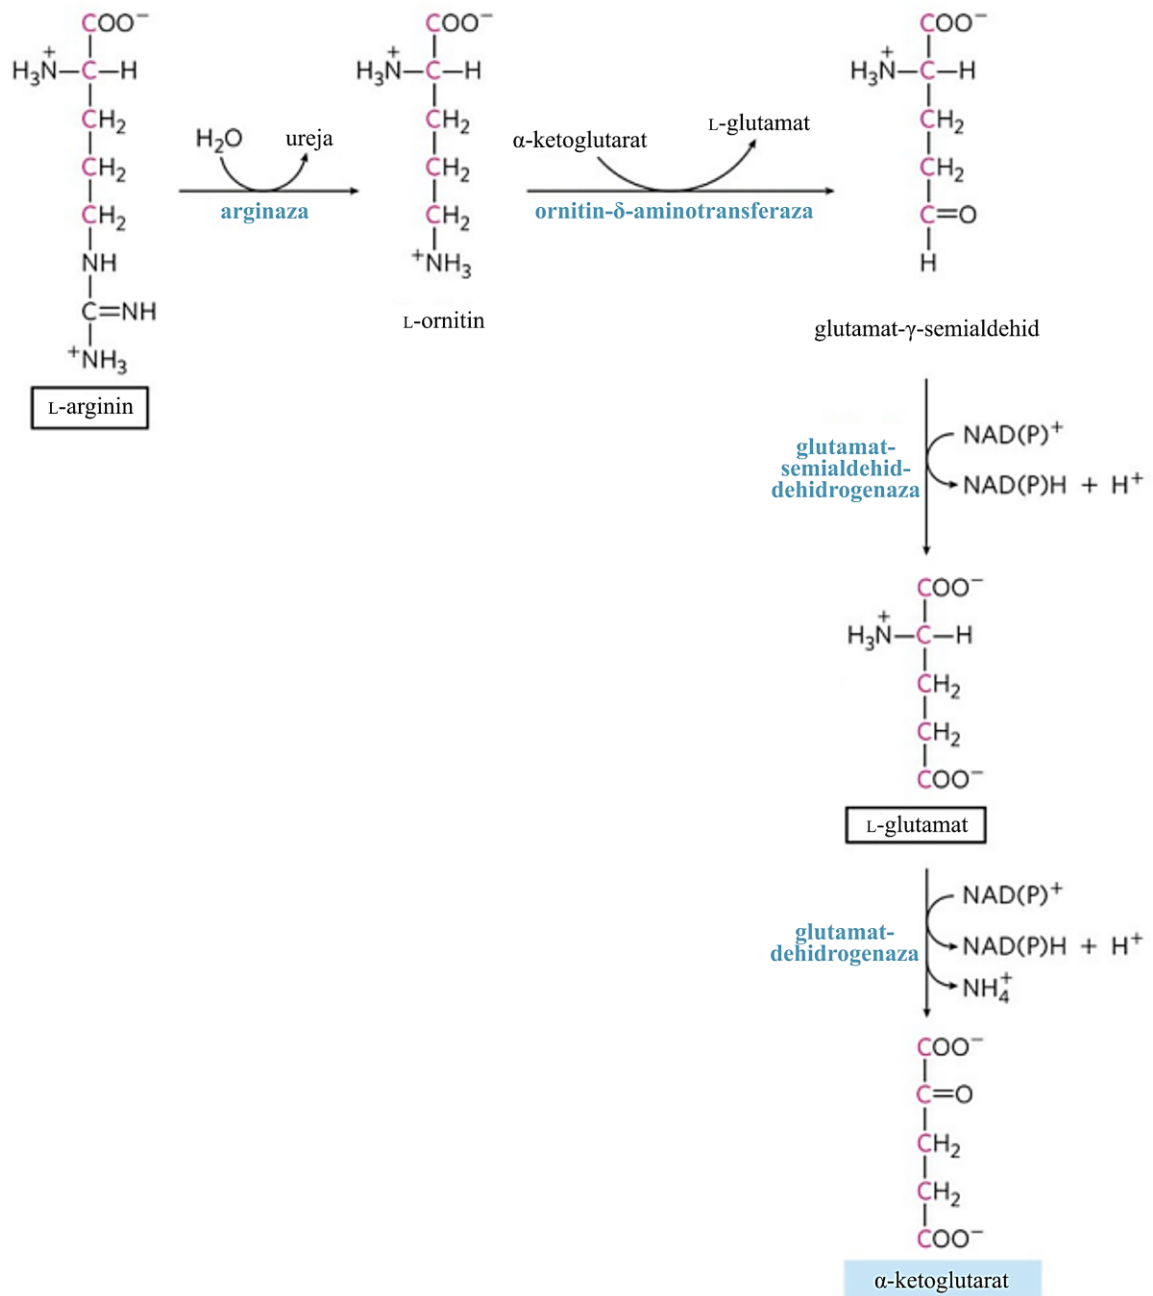 COO⁻
H₃N⁺–C–H
CH₂
CH₂
CH₂
NH
C=NH
⁺NH₃
L-arginin
H₂O
ureja
arginaza
COO⁻
H₃N⁺–C–H
CH₂
CH₂
CH₂
⁺NH₃
L-ornitin
α-ketoglutarat
L-glutamat
ornitin-δ-aminotransferaza
COO⁻
H₃N⁺–C–H
CH₂
CH₂
C=O
H
glutamat-γ-semialdehid
glutamat-
semialdehid-
dehidrogenaza
NAD(P)⁺
NAD(P)H + H⁺
COO⁻
H₃N⁺–C–H
CH₂
CH₂
COO⁻
L-glutamat
glutamat-
dehidrogenaza
NAD(P)⁺
NAD(P)H + H⁺
NH₄⁺
COO⁻
C=O
CH₂
CH₂
COO⁻
α-ketoglutarat